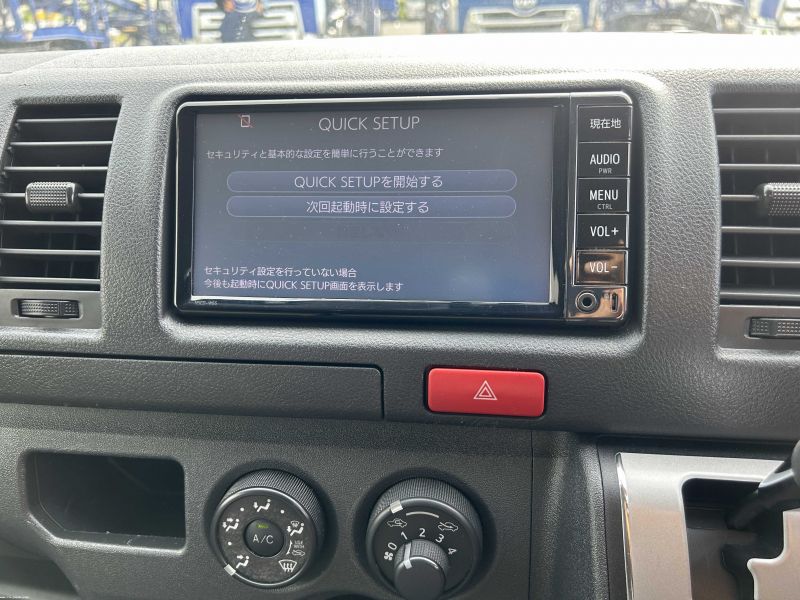 QUICK SETUP
セキュリティと基本的な設定を簡単に行うことができます
QUICK SETUPを開始する
次回起動時に設定する
セキュリティ設定を行っていない場合
今後も起動時にQUICK SETUP画面を表示します
現在地
AUDIO
PWR
MENU
CTRL
VOL+
VOL-
A/C
0 1 2 3 4